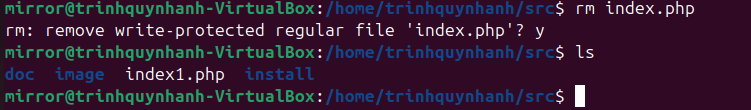 mirror@trinhquynhanh-VirtualBox:/home/trinhquynhanh/src$ rm index.php
rm: remove write-protected regular file 'index.php'? y
mirror@trinhquynhanh-VirtualBox:/home/trinhquynhanh/src$ ls
doc  image  index1.php  install
mirror@trinhquynhanh-VirtualBox:/home/trinhquynhanh/src$